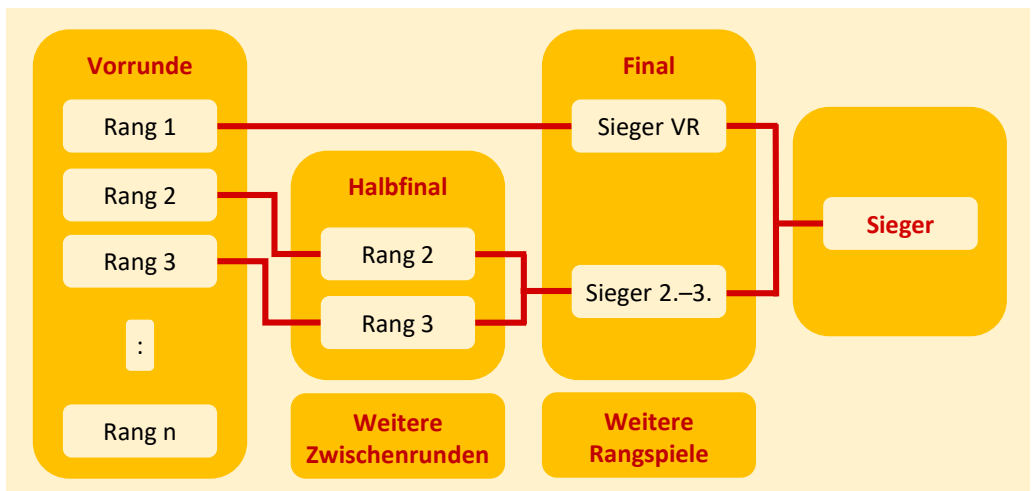 Vorrunde
Rang 1
Rang 2
Rang 3
:
Rang n
Halbfinal
Rang 2
Rang 3
Weitere
Zwischenrunden
Final
Sieger VR
Sieger 2.–3.
Weitere
Rangspiele
Sieger